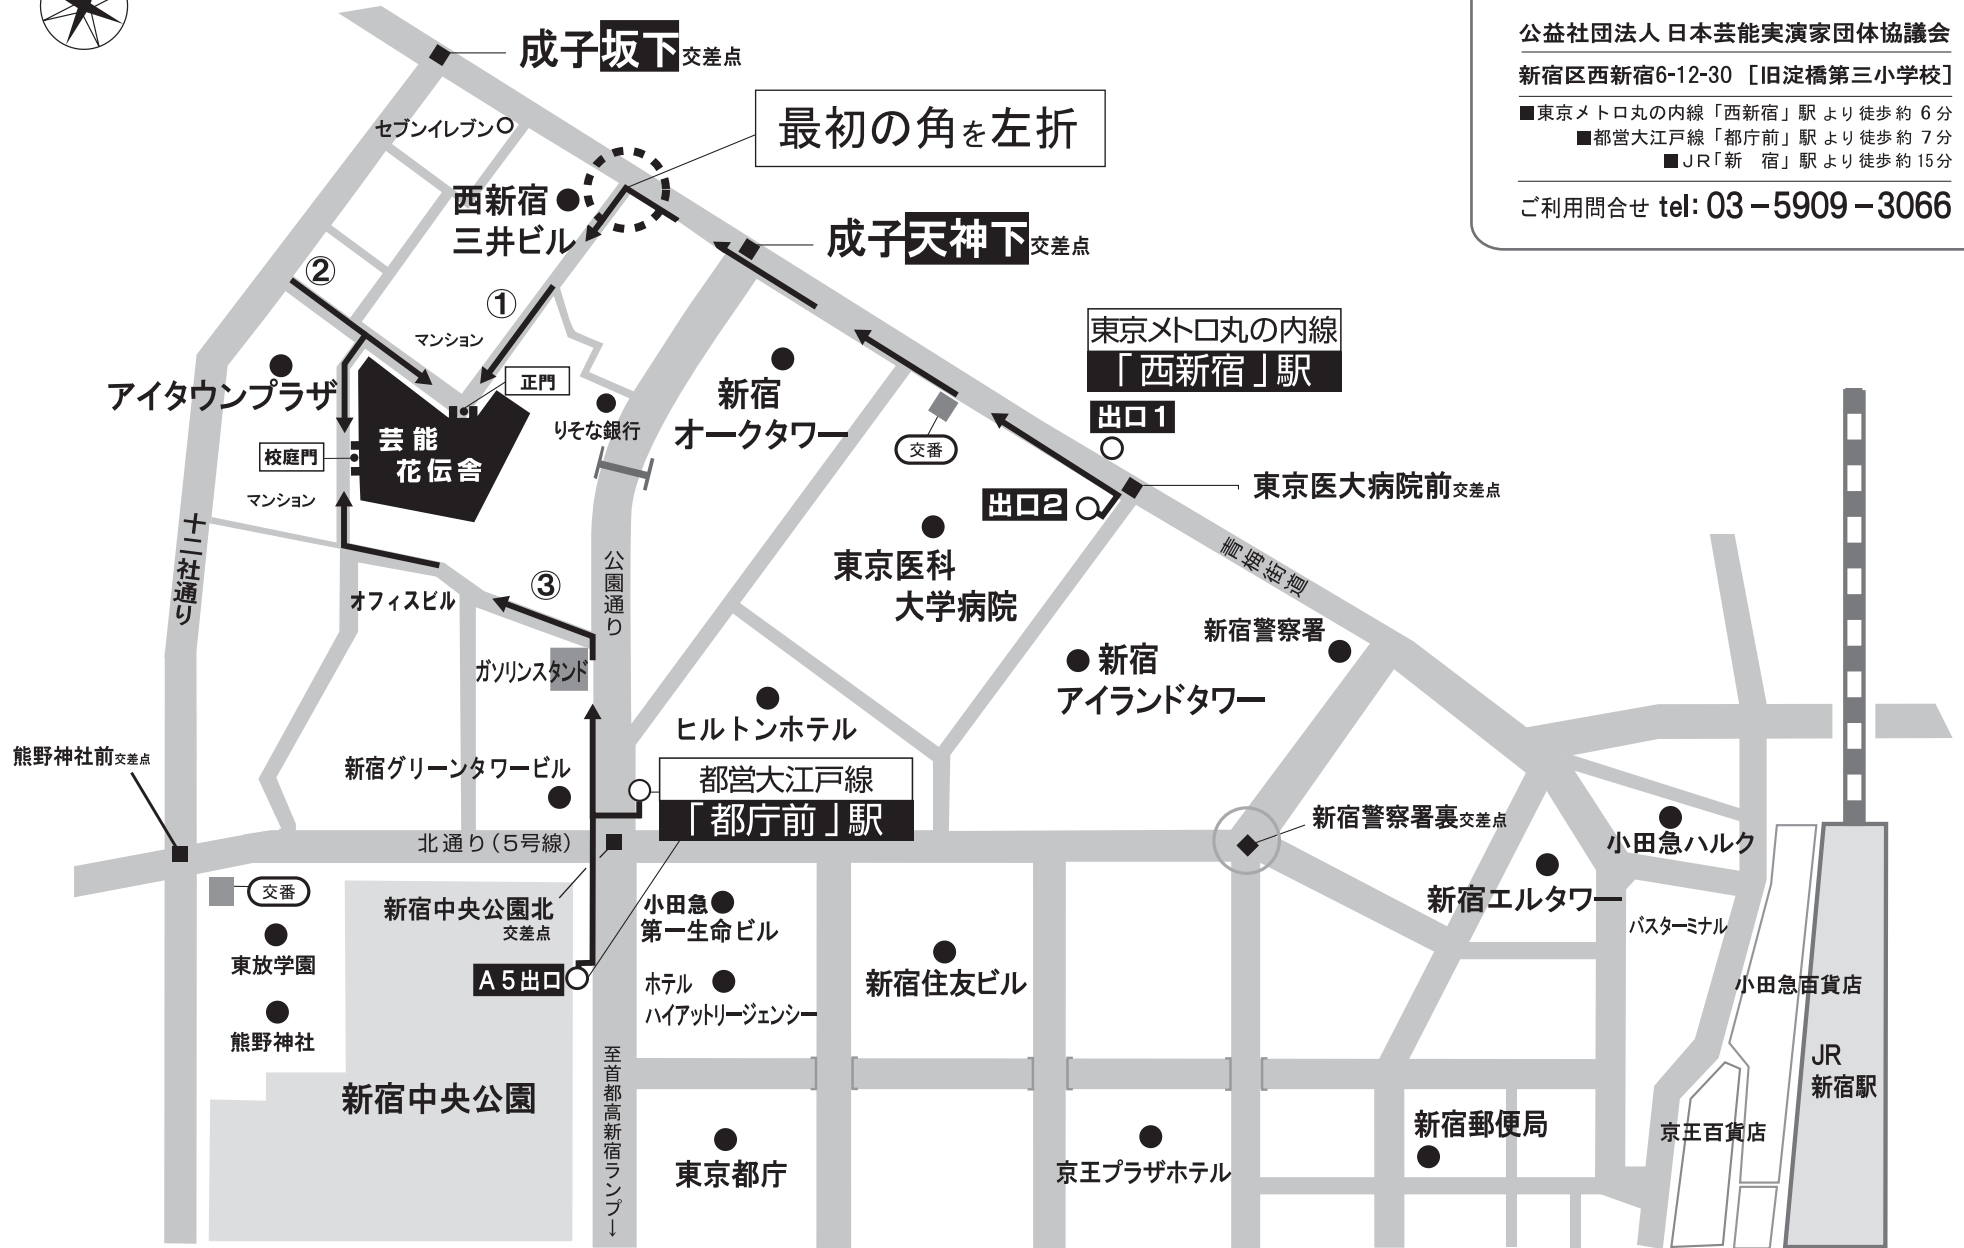 公益社団法人 日本芸能実演家団体協議会
新宿区西新宿6-12-30 [旧淀橋第三小学校]
■東京メトロ丸の内線「西新宿」駅 より徒歩約 6 分
■都営大江戸線「都庁前」駅 より徒歩約 7 分
■JR「新 宿」駅 より徒歩約 15分
ご利用問合せ tel: 03-5909-3066
成子坂下交差点
最初の角を左折
セブンイレブン
西新宿
三井ビル
成子天神下交差点
②
①
マンション
東京メトロ丸の内線
「西新宿」駅
出口1
アイタウンプラザ
正門
りそな銀行
新宿
オークタワー
交番
芸能
花伝舎
校庭門
マンション
出口2
東京医大病院前交差点
十二社通り
公園通り
東京医科
大学病院
青梅街道
③
オフィスビル
新宿警察署
新宿
アイランドタワー
ガソリンスタンド
ヒルトンホテル
熊野神社前交差点
新宿グリーンタワービル
都営大江戸線
「都庁前」駅
北通り(5号線)
新宿警察署裏交差点
小田急ハルク
新宿エルタワー
バスターミナル
交番
新宿中央公園北
交差点
小田急
第一生命ビル
東放学園
A5出口
ホテル
ハイアットリージェンシー
新宿住友ビル
小田急百貨店
熊野神社
至首都高新宿ランプ→
JR
新宿駅
新宿中央公園
東京都庁
京王プラザホテル
新宿郵便局
京王百貨店